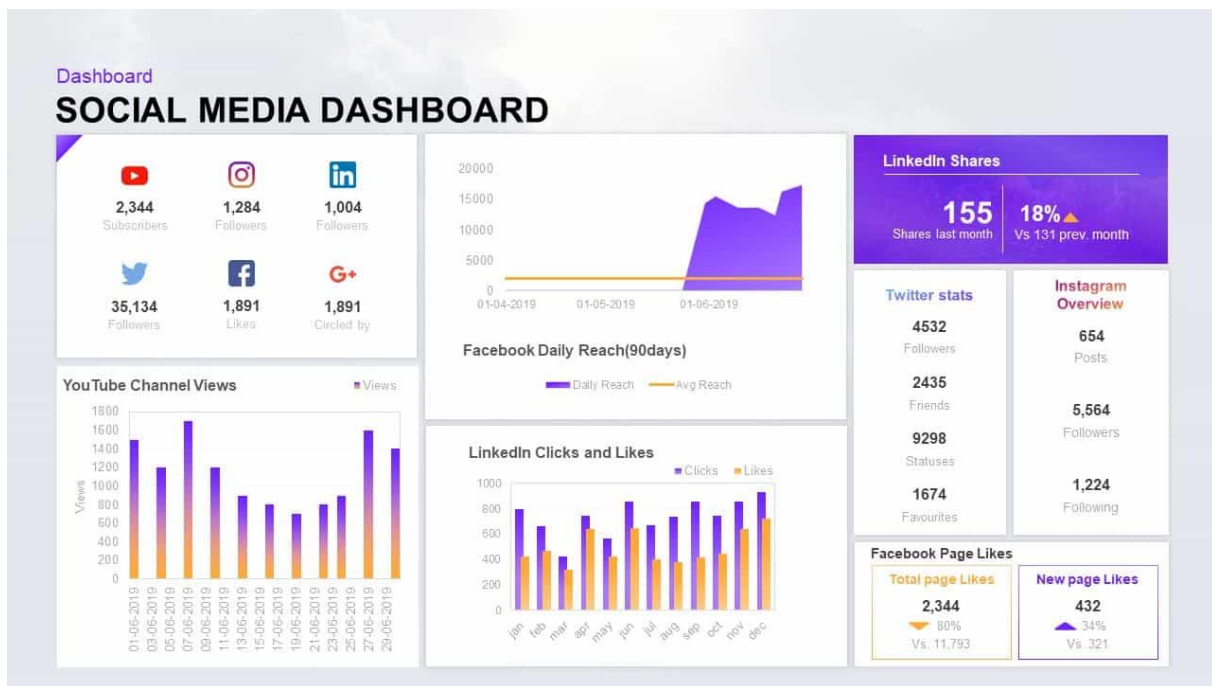 Dashboard
SOCIAL MEDIA DASHBOARD
in
2,344
1,284
1,004
Subscribers
Followers
Followers
f
G+
35,134
1,891
1,891
Followers
Likes
Circled by
20000
15000
10000
5000
0
01-04-2019
01-05-2019
01-06-2019
Facebook Daily Reach(90days)
Daily Reach
Avg Reach
LinkedIn Shares
155
Shares last month
18%
Vs 131 prev. month
Twitter stats
4532
Followers
2435
Friends
9298
Statuses
1674
Favourites
Instagram
Overview
654
Posts
5,564
Followers
1,224
Following
YouTube Channel Views
Views
1800
1600
1400
1200
1000
800
600
400
200
0
Views
01-06-2019
03-06-2019
05-06-2019
07-06-2019
09-06-2019
11-06-2019
13-06-2019
15-06-2019
17-06-2019
19-06-2019
21-06-2019
23-06-2019
25-06-2019
27-06-2019
29-06-2019
LinkedIn Clicks and Likes
Clicks
Likes
1000
800
600
400
200
0
jan
feb
mar
apr
may
jun
jul
aug
sep
oct
nov
dec
Facebook Page Likes
Total page Likes
2,344
80%
Vs. 11,793
New page Likes
432
34%
Vs 321